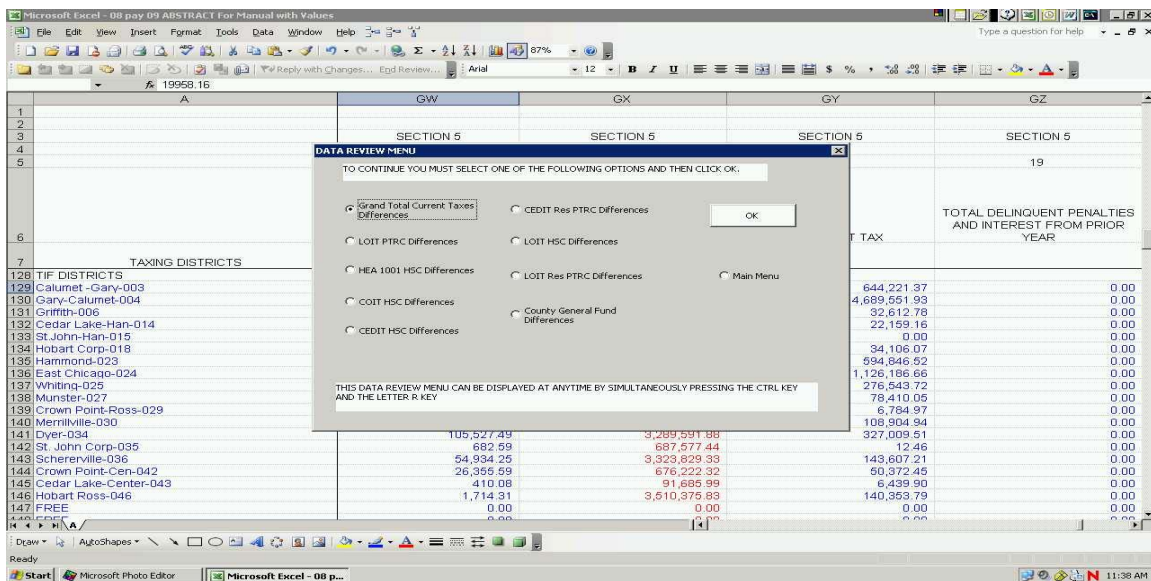 Microsoft Excel - 08 pay 09 ABSTRACT For Manual with Values
File Edit View Insert Format Tools Data Window Help
Type a question for help
87%
Reply with Changes... End Review...
Arial
12
B I U
$ % ,
fx 19958.16
A GW GX GY GZ
1
2
3 SECTION 5 SECTION 5 SECTION 5 SECTION 5
4
5 19
6 T TAX TOTAL DELINQUENT PENALTIES
AND INTEREST FROM PRIOR
YEAR
7 TAXING DISTRICTS
DATA REVIEW MENU
TO CONTINUE YOU MUST SELECT ONE OF THE FOLLOWING OPTIONS AND THEN CLICK OK.
Grand Total Current Taxes
Differences
CEDIT Res PTRC Differences
OK
LOIT PTRC Differences
LOIT HSC Differences
HEA 1001 HSC Differences
LOIT Res PTRC Differences
Main Menu
COIT HSC Differences
County General Fund
Differences
CEDIT HSC Differences
THIS DATA REVIEW MENU CAN BE DISPLAYED AT ANYTIME BY SIMULTANEOUSLY PRESSING THE CTRL KEY
AND THE LETTER R KEY
128 TIF DISTRICTS
129 Calumet -Gary-003 644,221.37 0.00
130 Gary-Calumet-004 4,689,551.93 0.00
131 Griffith-006 32,612.78 0.00
132 Cedar Lake-Han-014 22,159.16 0.00
133 St.John-Han-015 0.00 0.00
134 Hobart Corp-018 34,106.07 0.00
135 Hammond-023 594,846.52 0.00
136 East Chicago-024 1,126,186.66 0.00
137 Whiting-025 276,543.72 0.00
138 Munster-027 78,410.05 0.00
139 Crown Point-Ross-029 6,784.97 0.00
140 Merrillville-030 108,904.94 0.00
141 Dyer-034 105,527.49 3,289,591.88 327,009.51 0.00
142 St. John Corp-035 682.59 687,577.44 12.46 0.00
143 Schererville-036 54,934.25 3,323,829.33 143,607.21 0.00
144 Crown Point-Cen-042 26,355.59 676,222.32 50,372.45 0.00
145 Cedar Lake-Center-043 410.08 91,685.99 6,439.90 0.00
146 Hobart Ross-046 1,714.31 3,510,375.83 140,353.79 0.00
147 FREE 0.00 0.00 0.00 0.00
A
Draw AutoShapes
Ready
Start Microsoft Photo Editor Microsoft Excel - 08 p... 11:38 AM